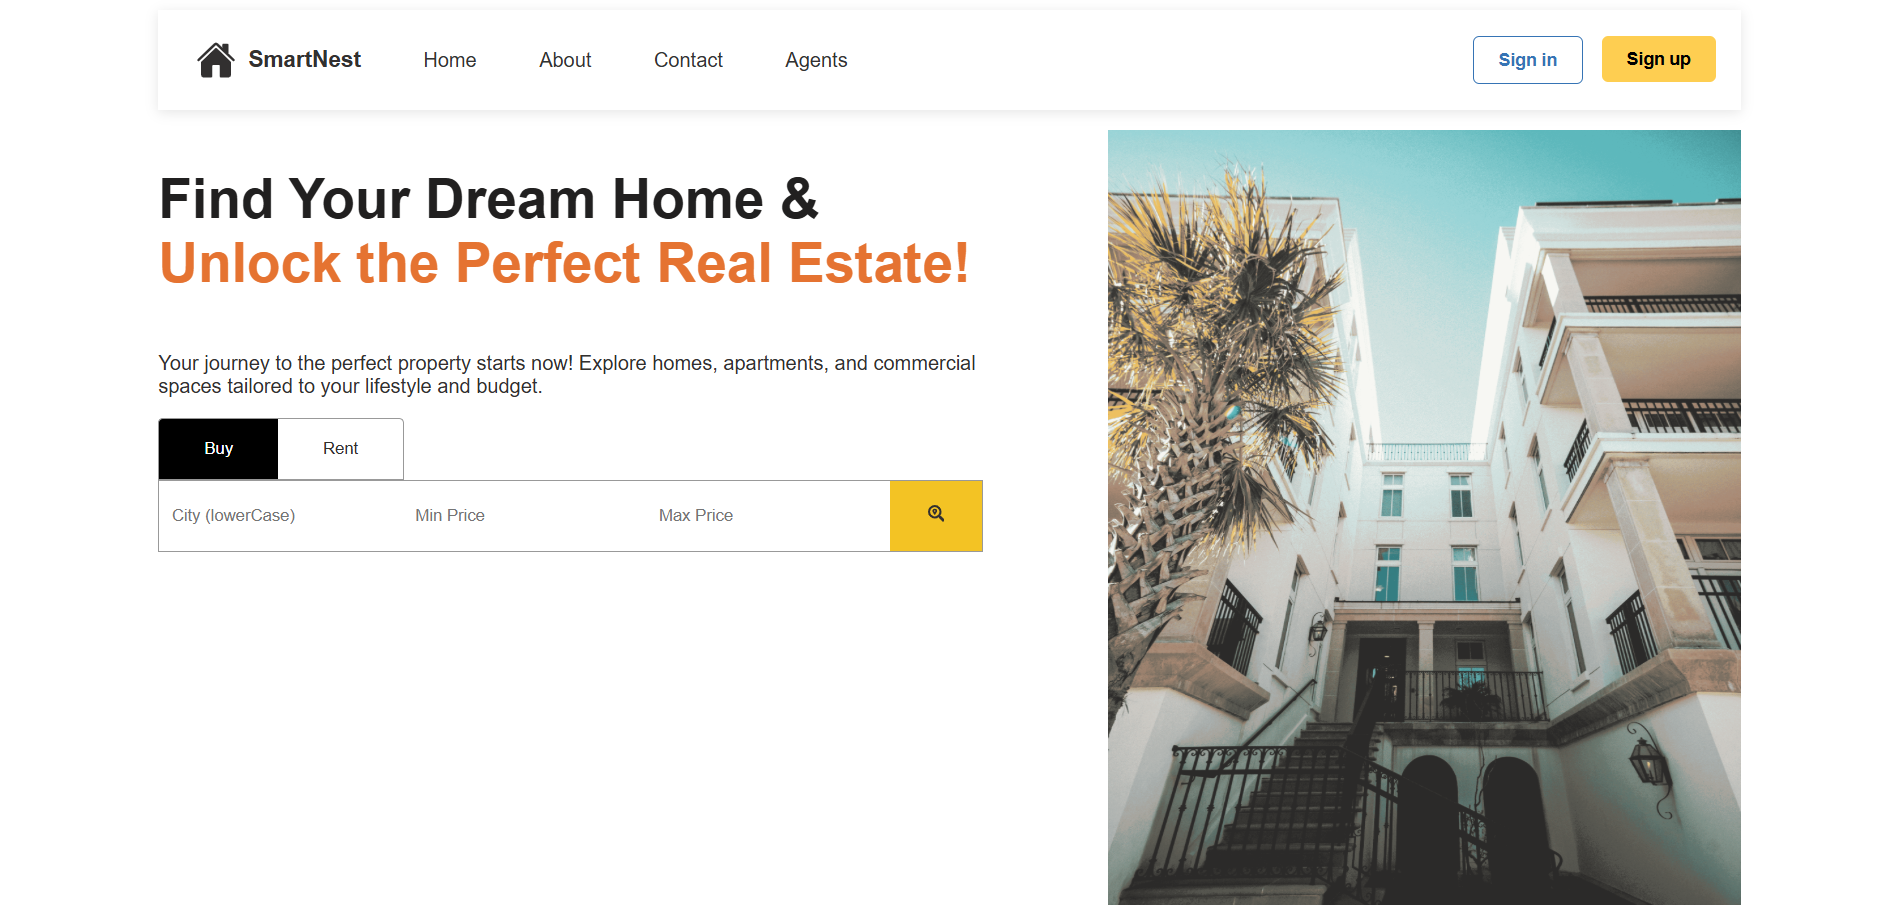 SmartNest
Home
About
Contact
Agents
Sign in
Sign up
Find Your Dream Home &
Unlock the Perfect Real Estate!
Your journey to the perfect property starts now! Explore homes, apartments, and commercial
spaces tailored to your lifestyle and budget.
Buy
Rent
City (lowerCase)
Min Price
Max Price